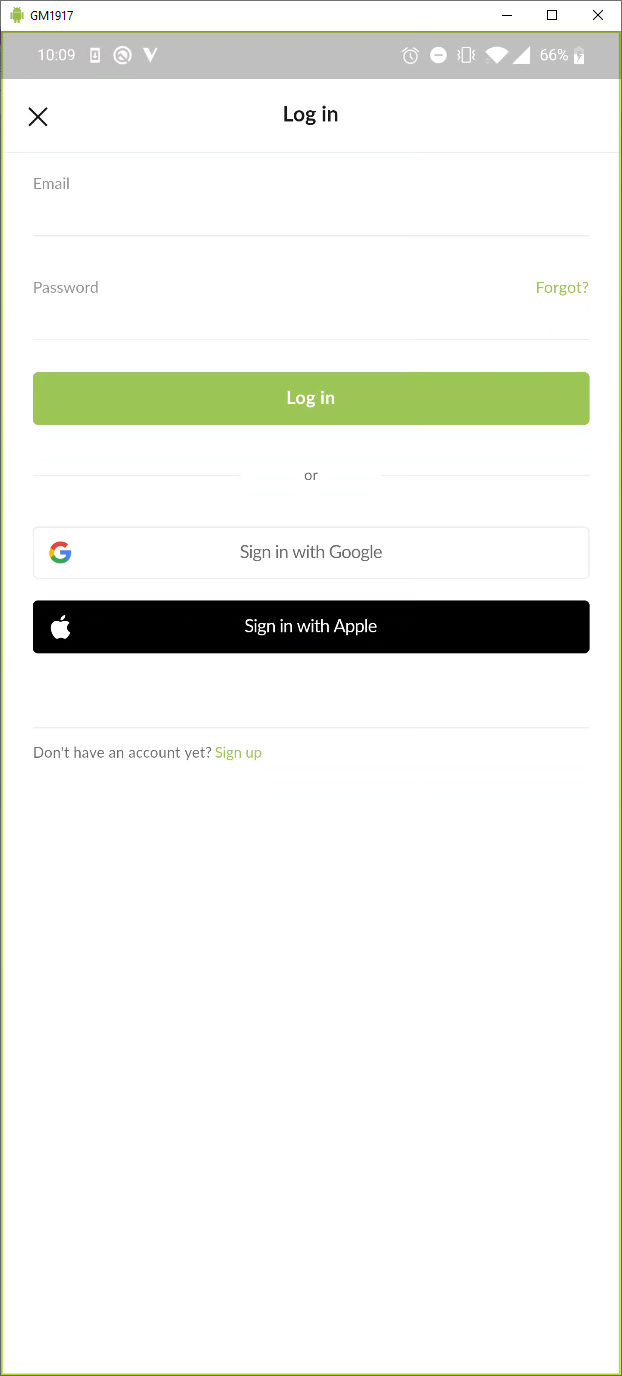 GM1917
10:09 66%
Log in
Email
Password Forgot?
Log in
or
Sign in with Google
Sign in with Apple
Don't have an account yet? Sign up